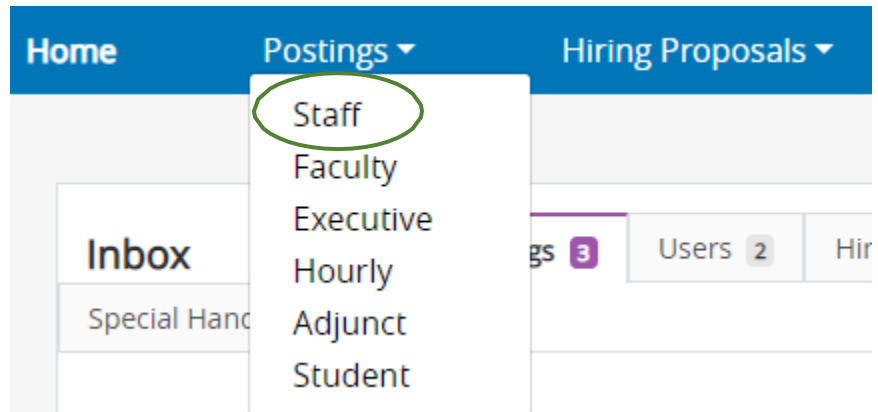 Home Postings Hiring Proposals
Staff
Faculty
Executive
Hourly
Adjunct
Student
Inbox gs 3 Users 2 Hir
Special Hand